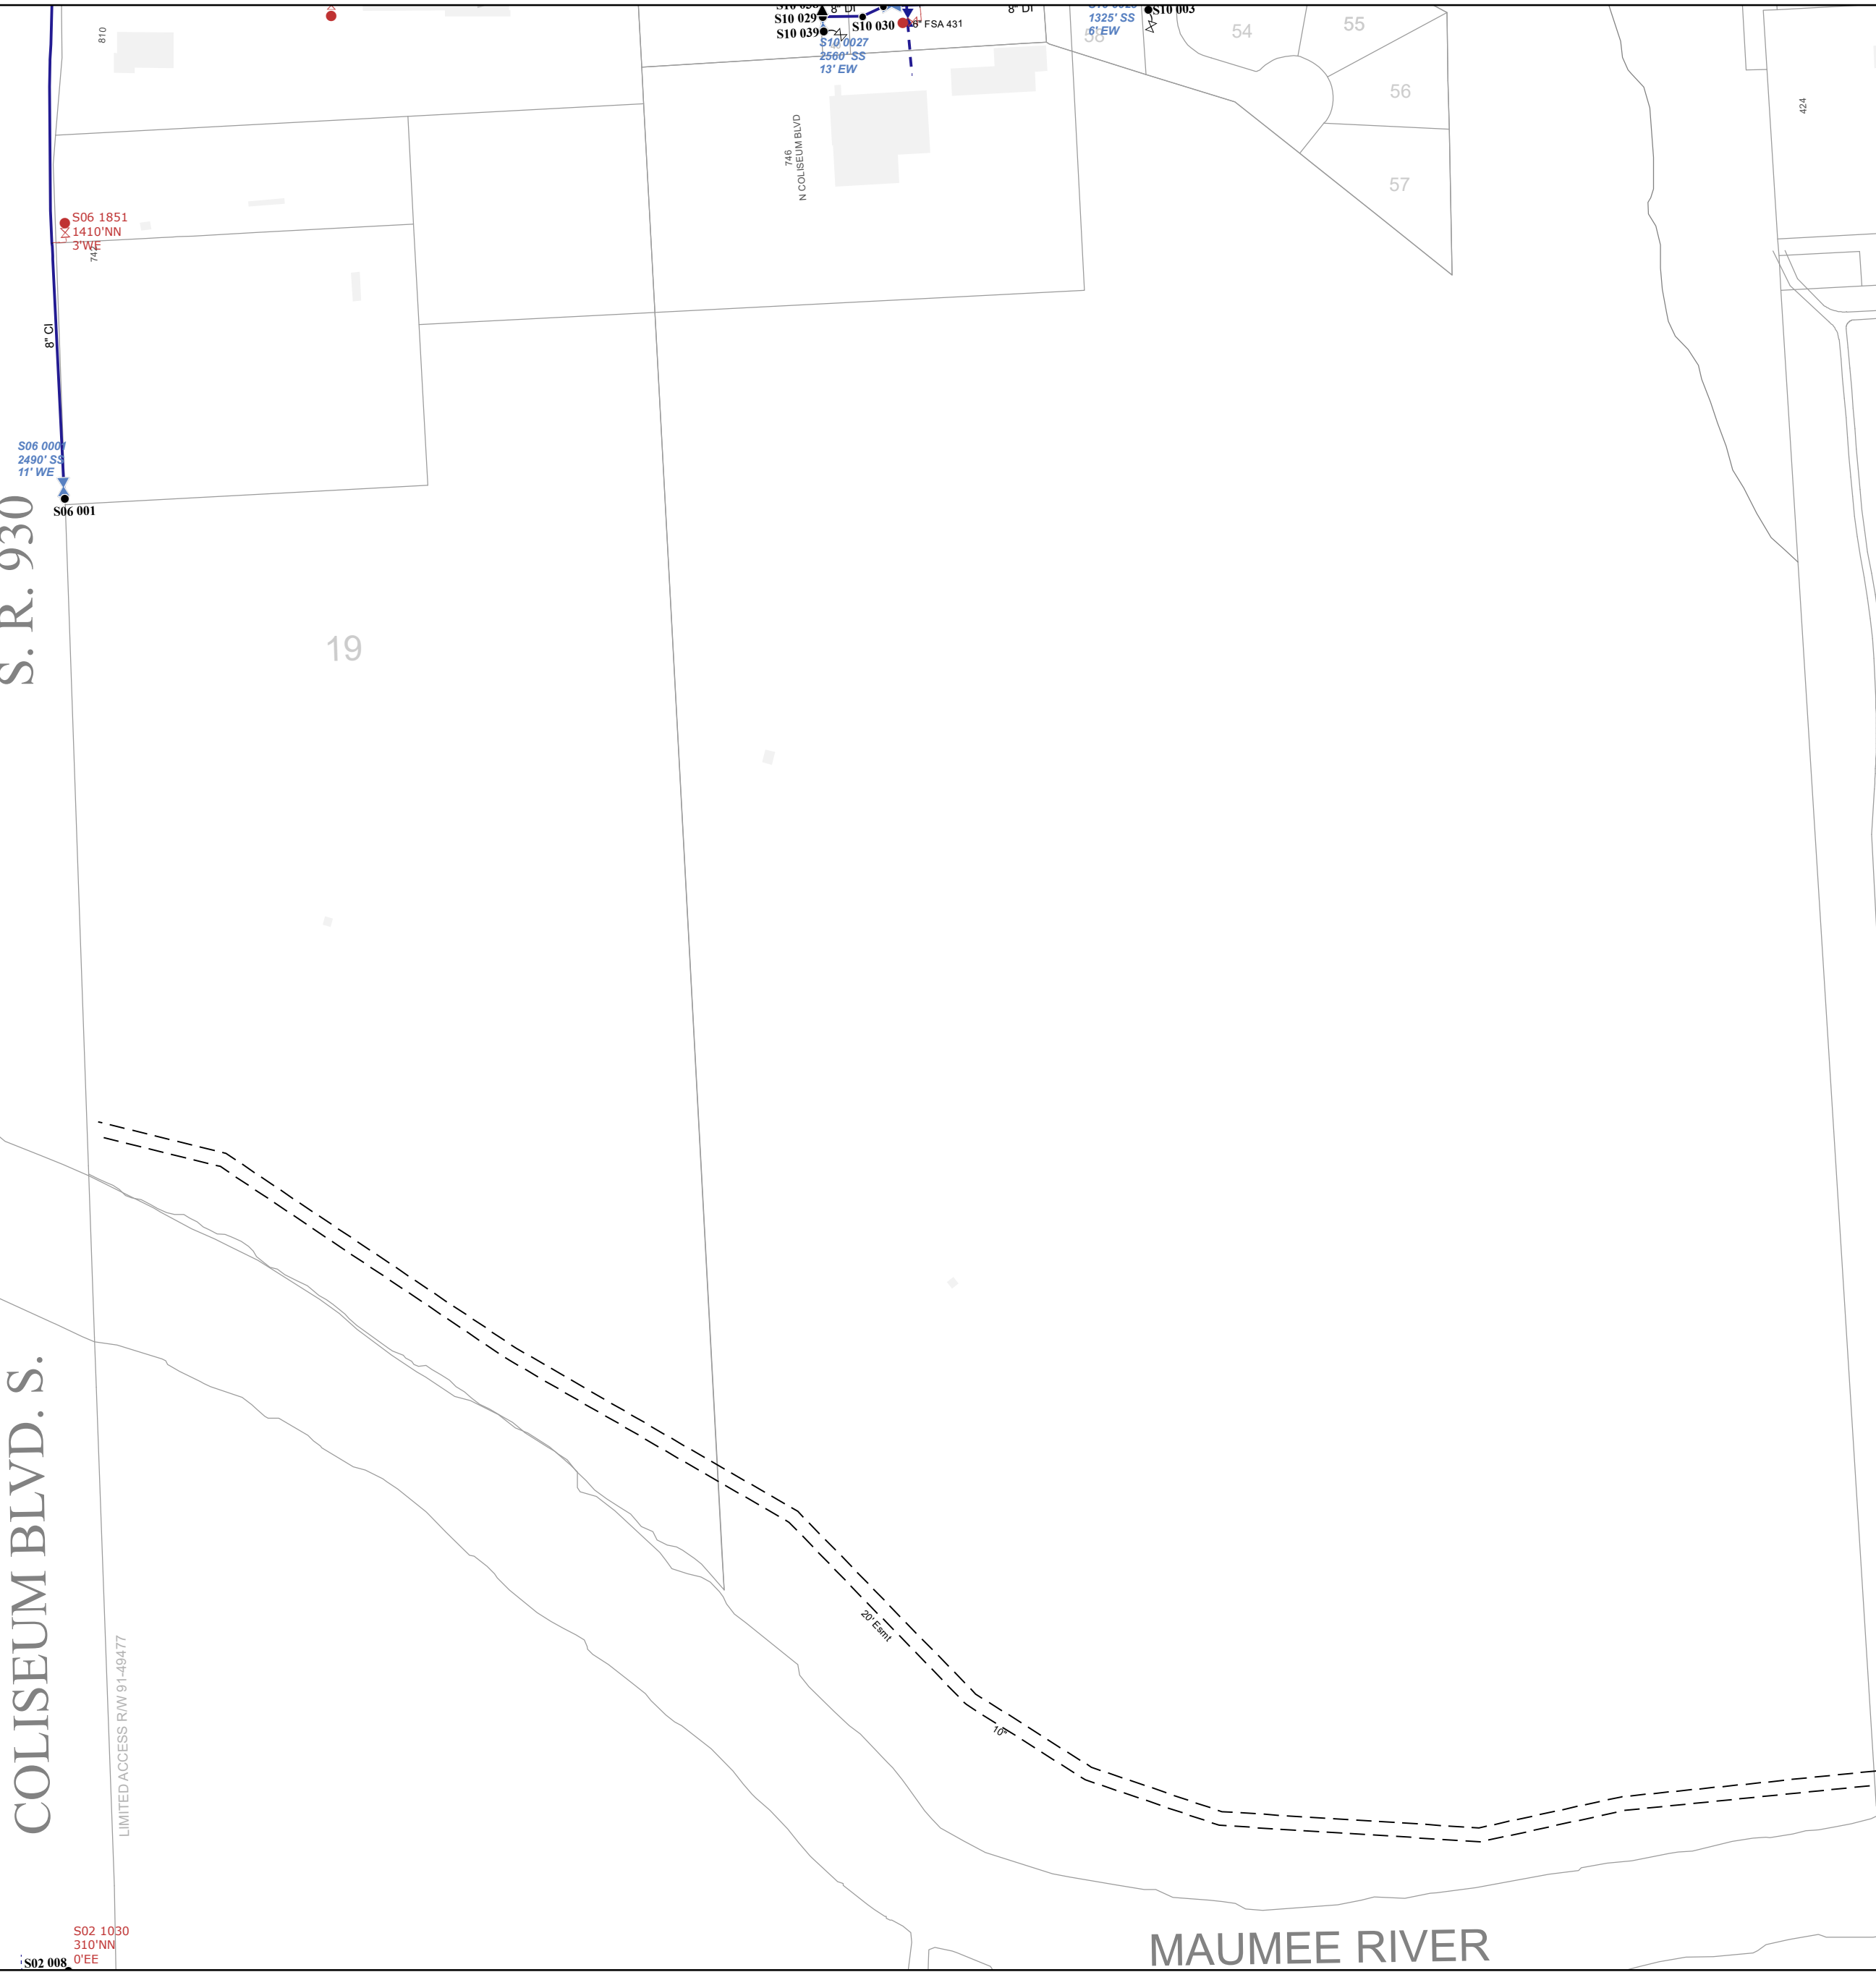 810
S10 029
8" DI
S10 039
S10 030
6" FSA 431
S10 0027
2560' SS
13' EW
8" DI
1325' SS
6' EW
58
S10 003
54
55
56
57
424
746
N COLISEUM BLVD
S06 1851
1410'NN
3'WE
742
8" CI
S06 0001
2490' SS
11' WE
S06 001
S. R. 930
19
20' Esmt
10"
COLISEUM BLVD. S.
LIMITED ACCESS R/W 91-49477
S02 1030
310'NN
0'EE
S02 008
MAUMEE RIVER